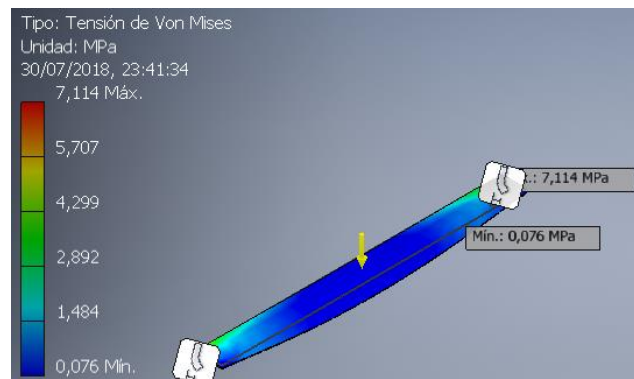 Tipo: Tensión de Von Mises
Unidad: MPa
30/07/2018, 23:41:34
7,114 Máx.
5,707
4,299
2,892
1,484
0,076 Mín.
.: 7,114 MPa
Mín.: 0,076 MPa